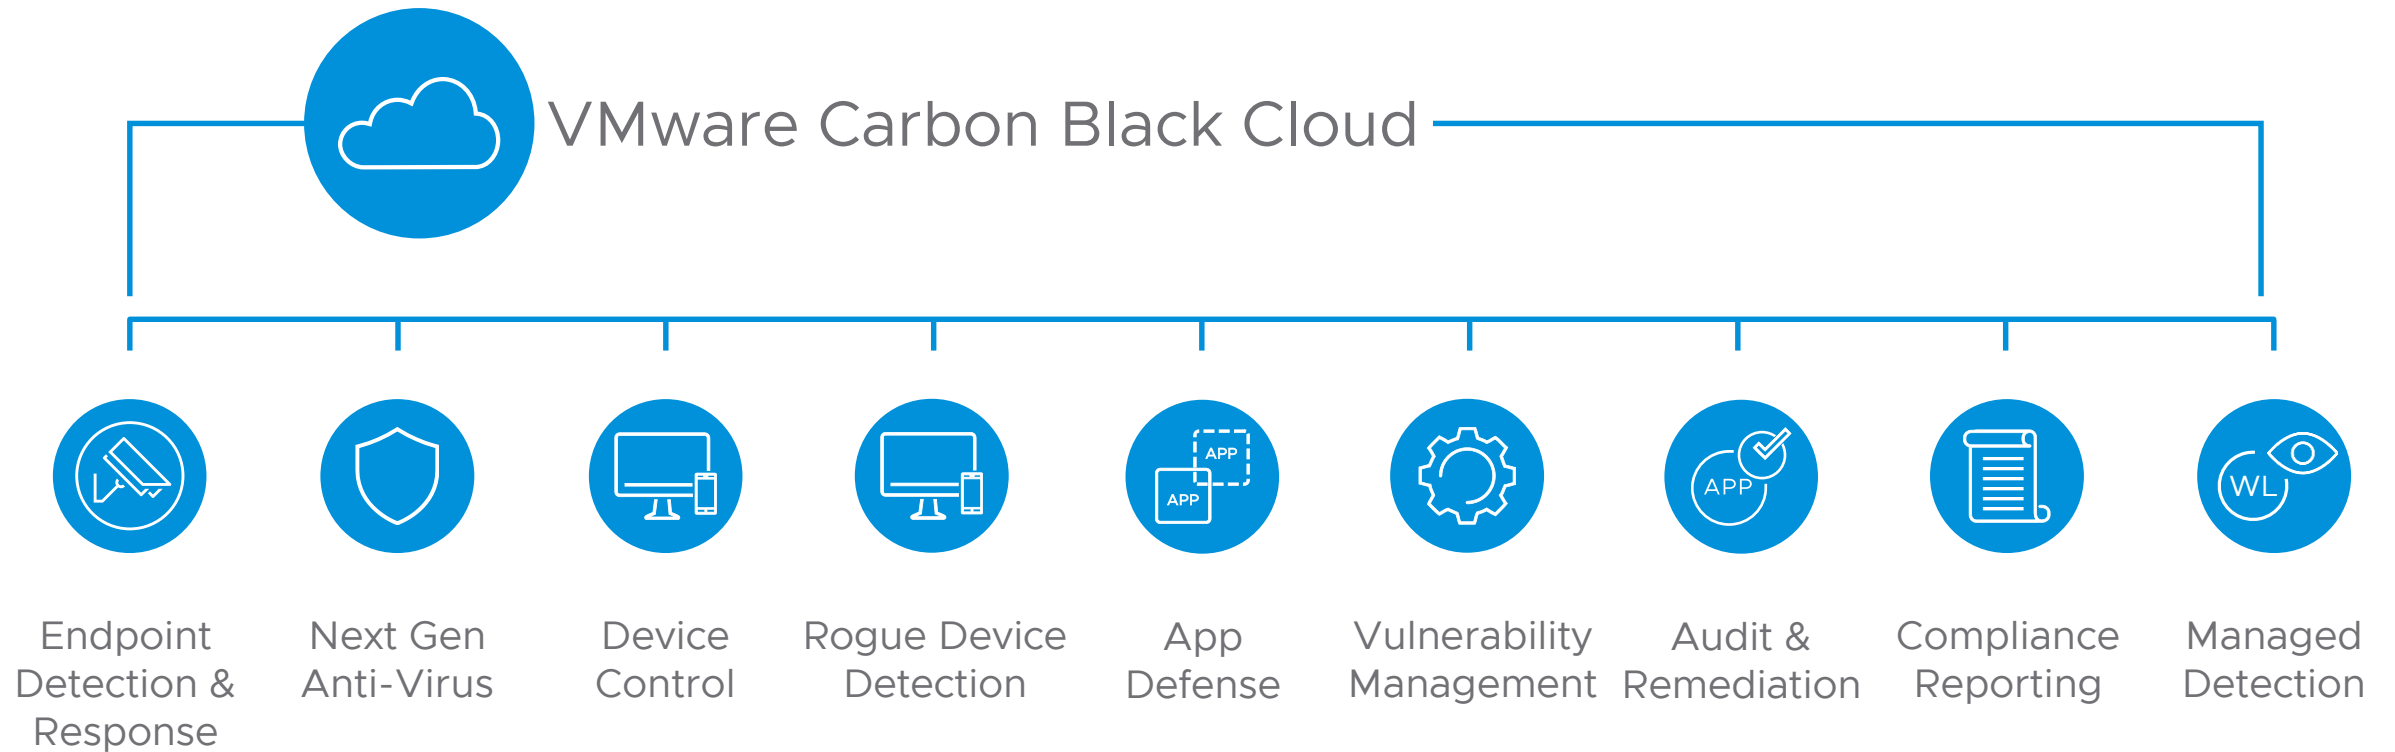 VMware Carbon Black Cloud
APP
APP
APP
WL
Endpoint
Detection &
Response
Next Gen
Anti-Virus
Device
Control
Rogue Device
Detection
App
Defense
Vulnerability
Management
Audit &
Remediation
Compliance
Reporting
Managed
Detection